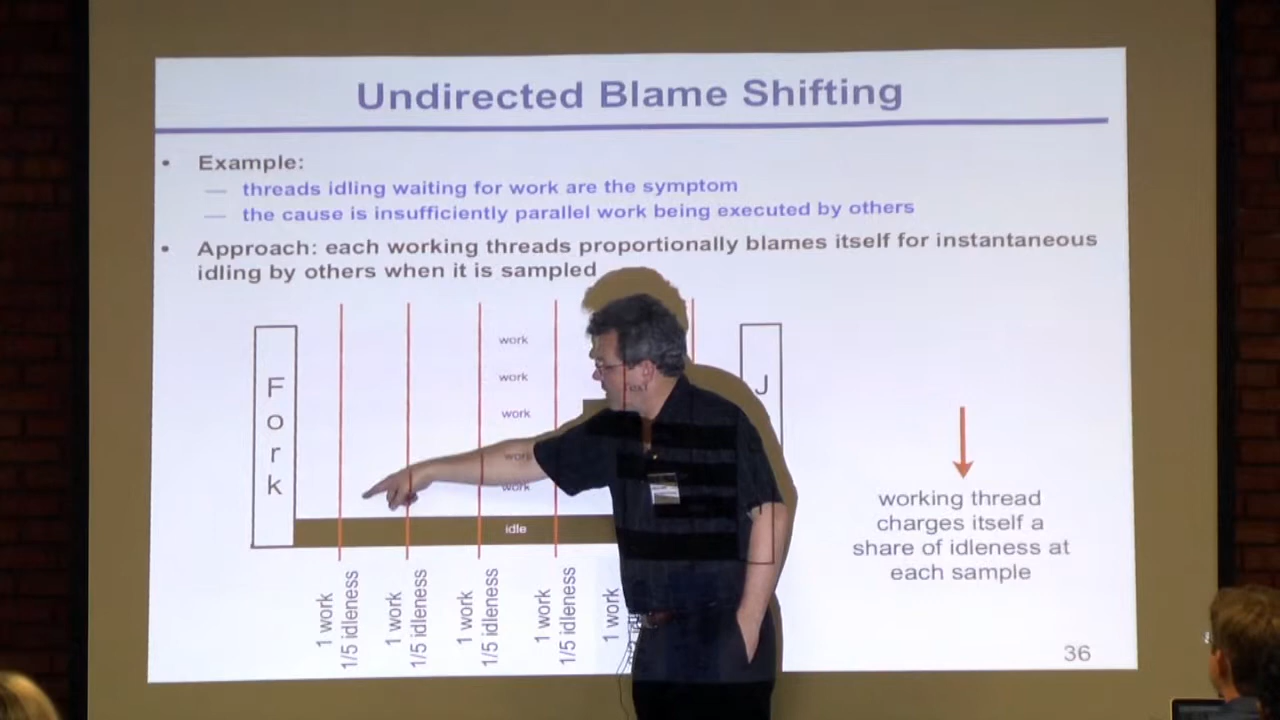 Undirected Blame Shifting
• Example:
— threads idling waiting for work are the symptom
— the cause is insufficiently parallel work being executed by others
• Approach: each working threads proportionally blames itself for instantaneous
idling by others when it is sampled
Fork
work
work
work
work
work
idle
Text
J
1 work
1/5 idleness
1 work
1/5 idleness
1 work
1/5 idleness
1 work
1/5 idleness
1 work
working thread
charges itself a
share of idleness at
each sample
36